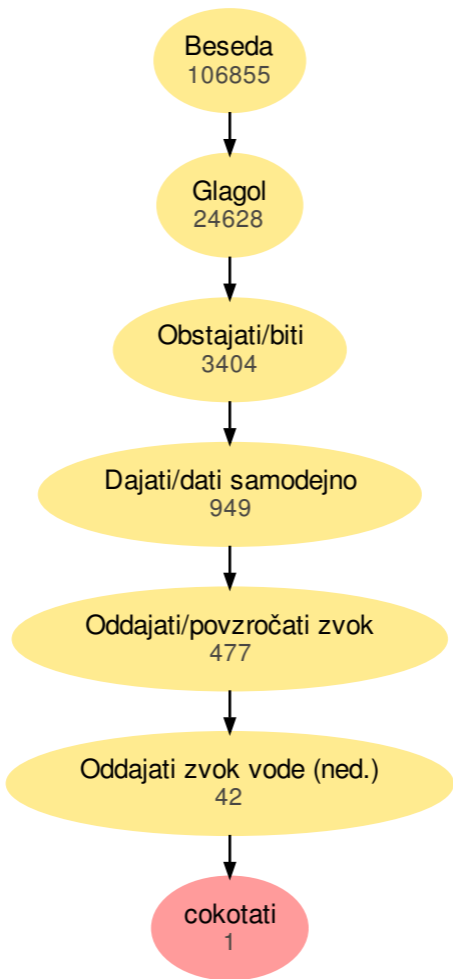 Beseda
106855
Glagol
24628
Obstajati/biti
3404
Dajati/dati samodejno
949
Oddajati/povzročati zvok
477
Oddajati zvok vode (ned.)
42
cokotati
1